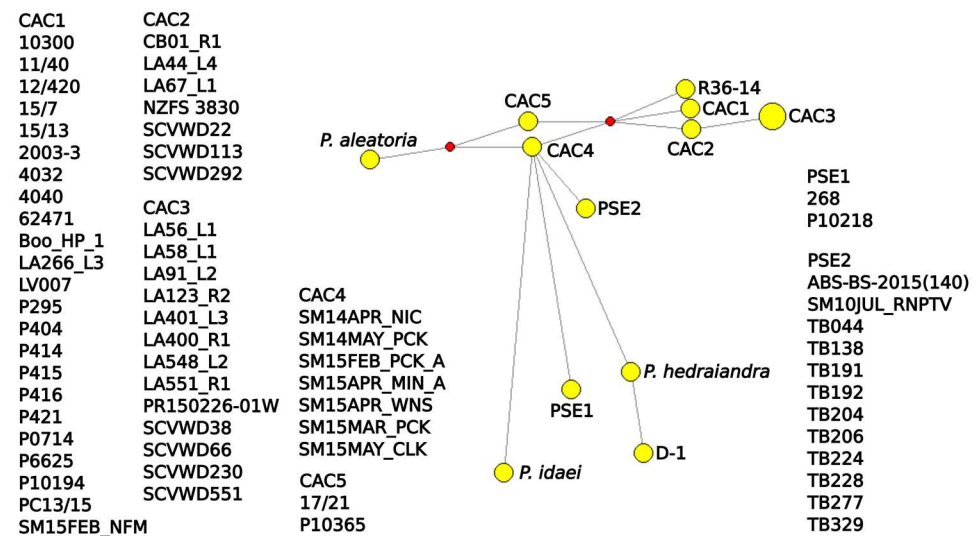 CAC1
10300
11/40
12/420
15/7
15/13
2003-3
4032
4040
62471
Boo_HP_1
LA266_L3
LV007
P295
P404
P414
P415
P416
P421
P0714
P6625
P10194
PC13/15
SM15FEB_NFM
CAC2
CB01_R1
LA44_L4
LA67_L1
NZFS 3830
SCVWD22
SCVWD113
SCVWD292
CAC3
LA56_L1
LA58_L1
LA91_L2
LA123_R2
LA401_L3
LA400_R1
LA548_L2
LA551_R1
PR150226-01W
SCVWD38
SCVWD66
SCVWD230
SCVWD551
CAC4
SM14APR_NIC
SM14MAY_PCK
SM15FEB_PCK_A
SM15APR_MIN_A
SM15APR_WNS
SM15MAR_PCK
SM15MAY_CLK
CAC5
17/21
P10365
P. aleatoria
CAC5
CAC4
R36-14
CAC1
CAC2
CAC3
PSE2
P. hedraiandra
PSE1
D-1
P. idaei
PSE1
268
P10218
PSE2
ABS-BS-2015(140)
SM10JUL_RNPTV
TB044
TB138
TB191
TB192
TB204
TB206
TB224
TB228
TB277
TB329